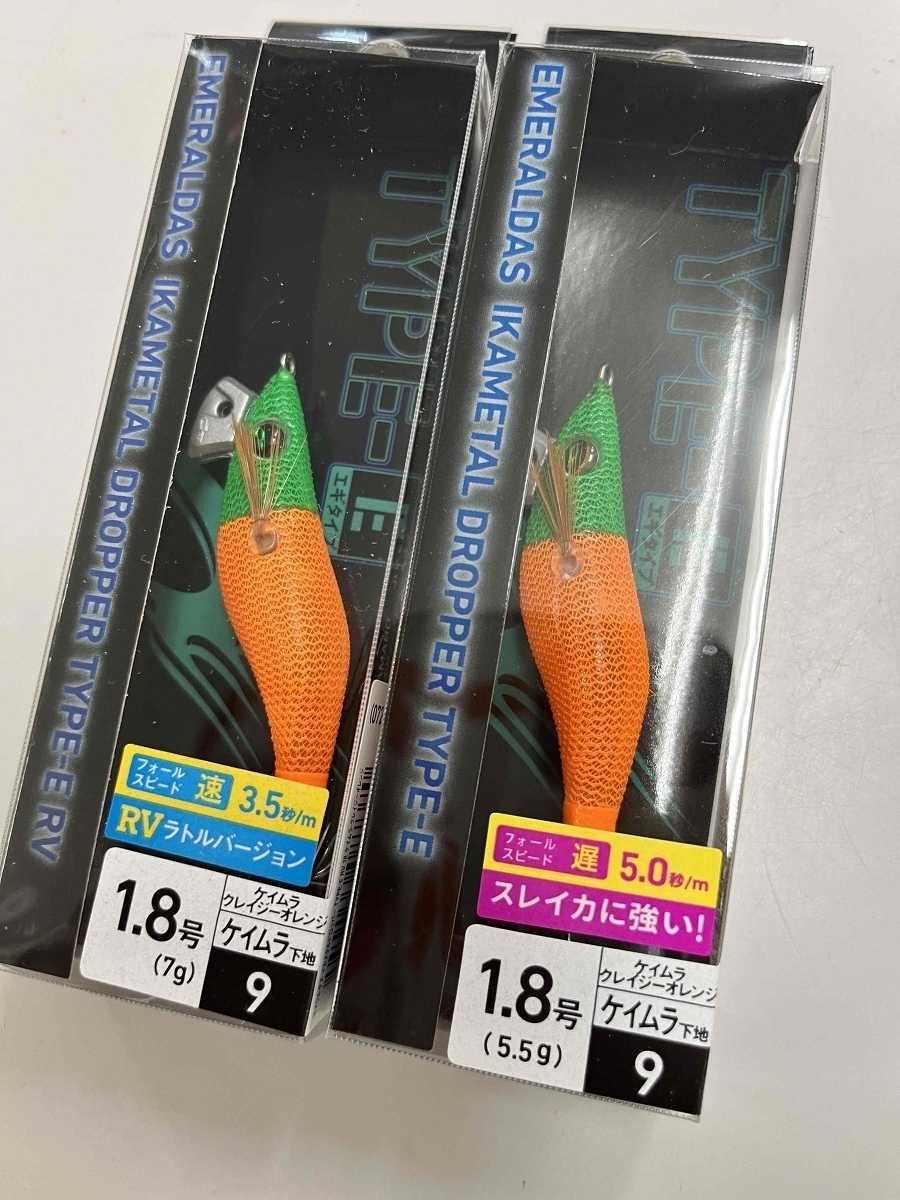 EMERALDAS IKAMETAL DROPPER TYPE-E RV
TYPE-E
エギタイプ
フォール
スピード
速 3.5秒/m
RVラトルバージョン
1.8号
(7g)
ケイムラ
クレイジーオレンジ
ケイムラ下地
9
EMERALDAS IKAMETAL DROPPER TYPE-E
TYPE-E
エギタイプ
フォール
スピード
遅 5.0秒/m
スレイカに強い!
1.8号
(5.5g)
ケイムラ
クレイジーオレンジ
ケイムラ下地
9